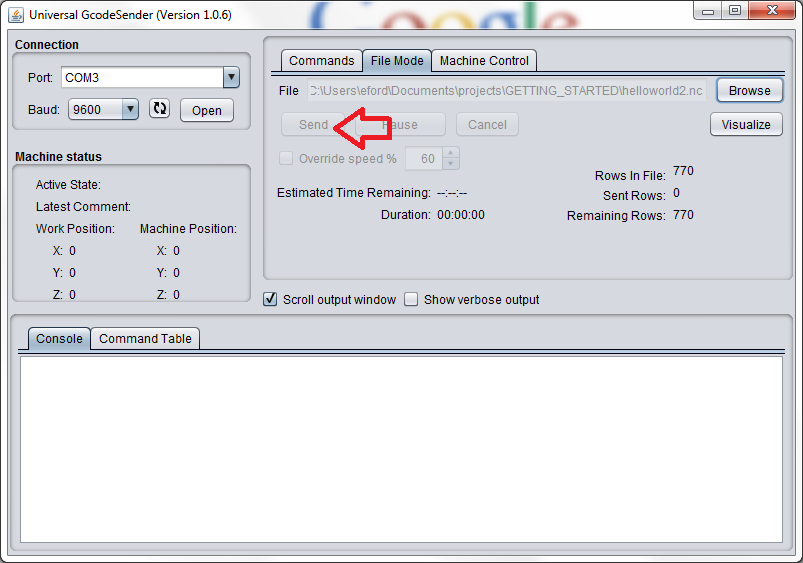 Universal GcodeSender (Version 1.0.6)
Google
Connection
Port: COM3
Baud: 9600 Open
Machine status
Active State:
Latest Comment:
Work Position: Machine Position:
X: 0 X: 0
Y: 0 Y: 0
Z: 0 Z: 0
Commands File Mode Machine Control
File C:\Users\eford\Documents\projects\GETTING_STARTED\helloworld2.nc Browse
Send Pause Cancel Visualize
Override speed % 60
Estimated Time Remaining: --:--:--
Duration: 00:00:00
Rows In File: 770
Sent Rows: 0
Remaining Rows: 770
Scroll output window Show verbose output
Console Command Table